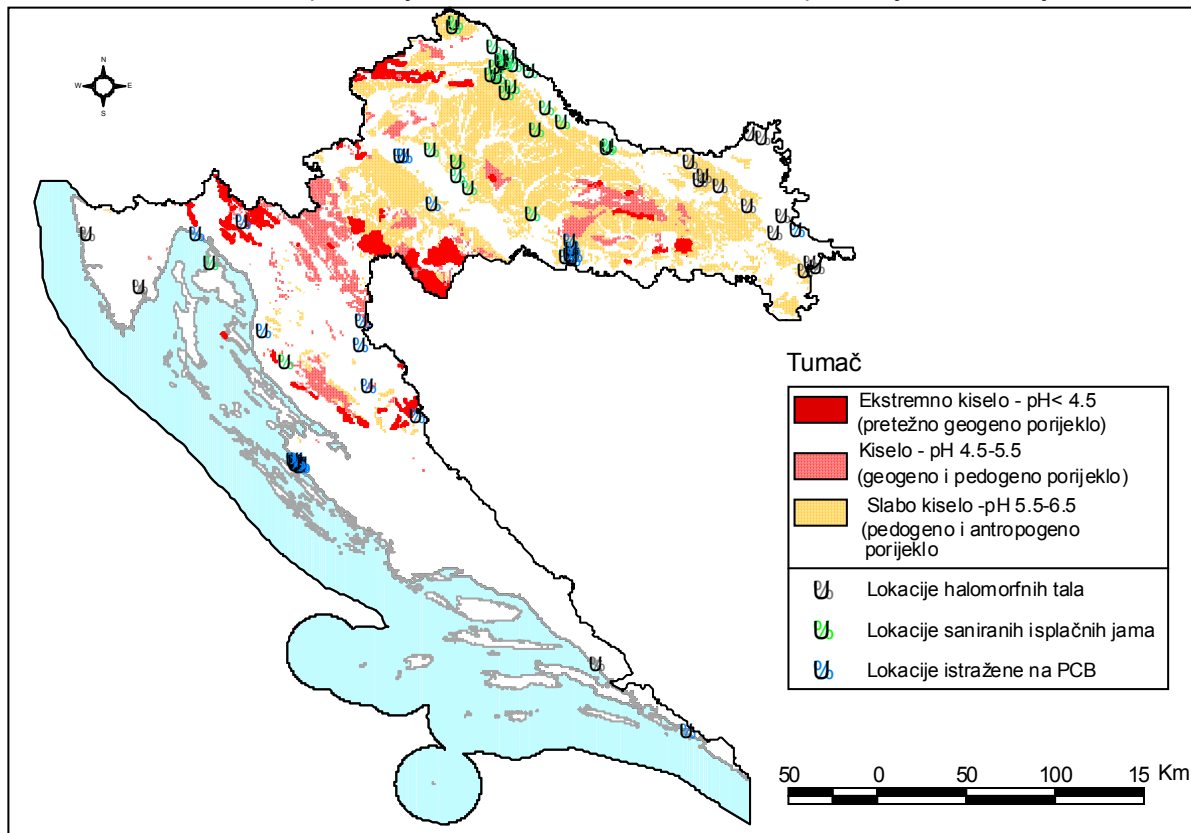 N
W E
S
Tumač
Ekstremno kiselo - pH< 4.5
(pretežno geogeno porijeklo)
Kiselo - pH 4.5-5.5
(geogeno i pedogeno porijeklo)
Slabo kiselo -pH 5.5-6.5
(pedogeno i antropogeno
porijeklo
Lokacije halomorfnih tala
Lokacije saniranih isplačnih jama
Lokacije istražene na PCB
50 0 50 100 15 Km